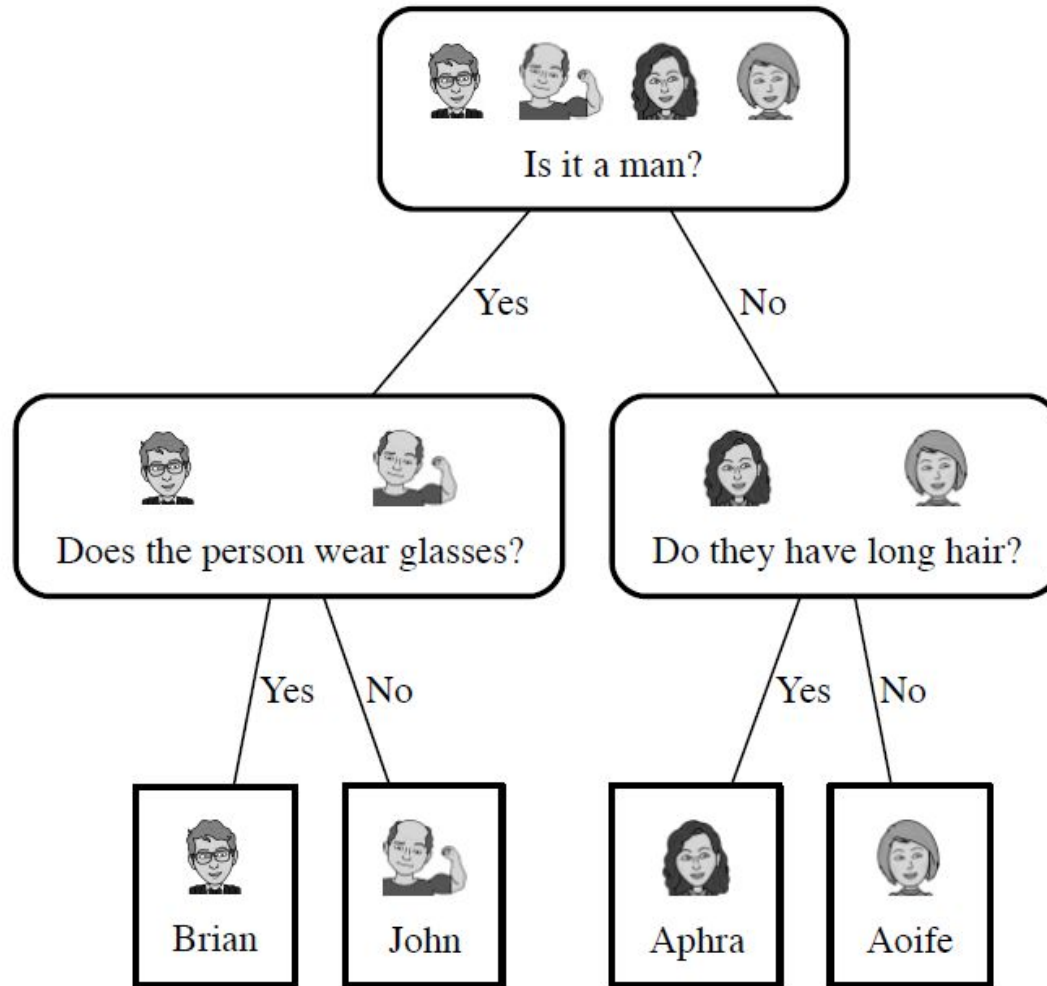 Is it a man?
Yes
No
Does the person wear glasses?
Do they have long hair?
Yes
No
Yes
No
Brian
John
Aphra
Aoife